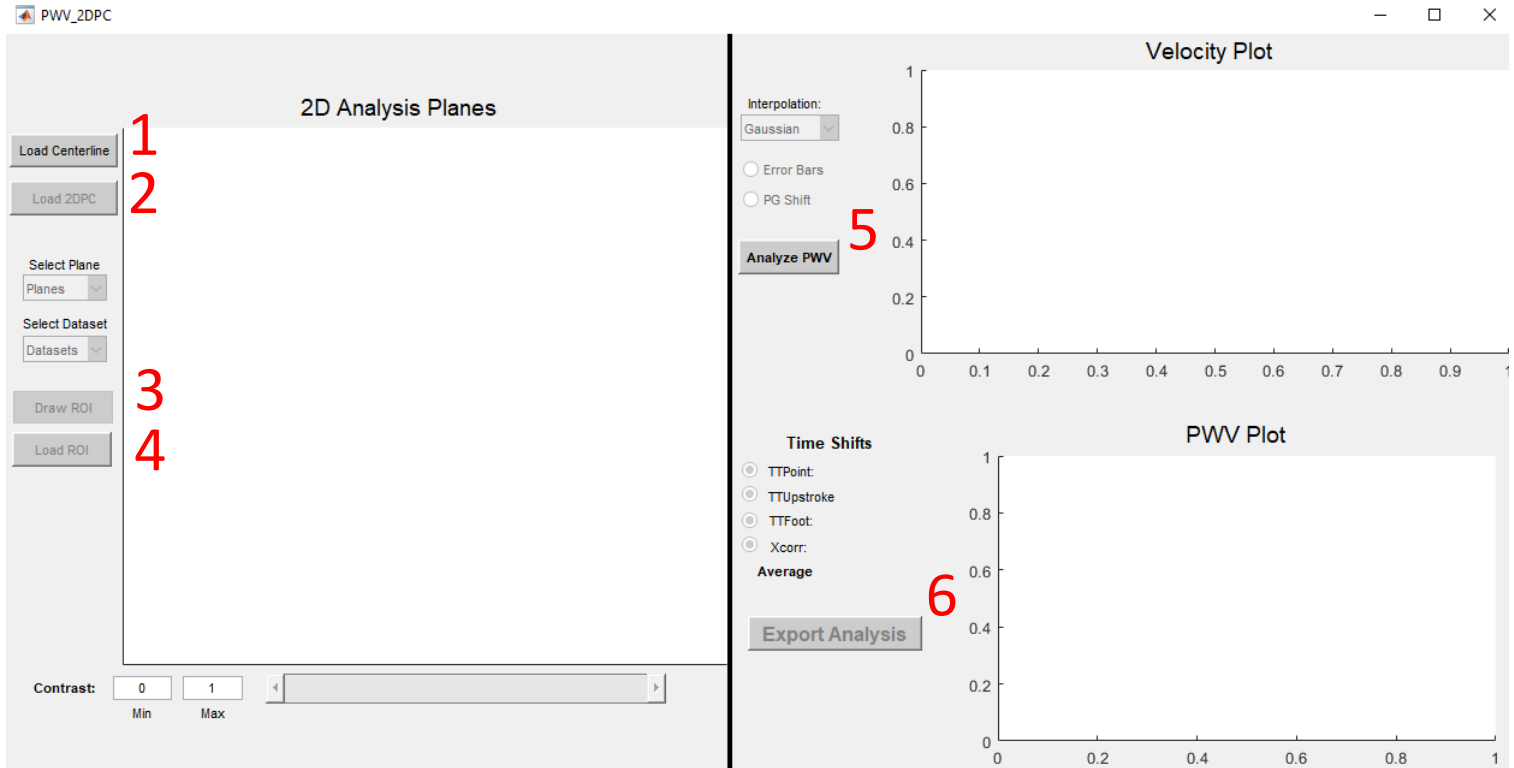 PWV_2DPC
2D Analysis Planes
Load Centerline
1
Load 2DPC
2
Select Plane
Planes
Select Dataset
Datasets
Draw ROI
3
Load ROI
4
Contrast:
0
1
Min
Max
Velocity Plot
Interpolation:
Gaussian
Error Bars
PG Shift
Analyze PWV
5
1
0.8
0.6
0.4
0.2
0
0 0.1 0.2 0.3 0.4 0.5 0.6 0.7 0.8 0.9 1
Time Shifts
TTPoint:
TTUpstroke
TTFoot:
Xcorr:
Average
Export Analysis
6
PWV Plot
1
0.8
0.6
0.4
0.2
0
0 0.2 0.4 0.6 0.8 1